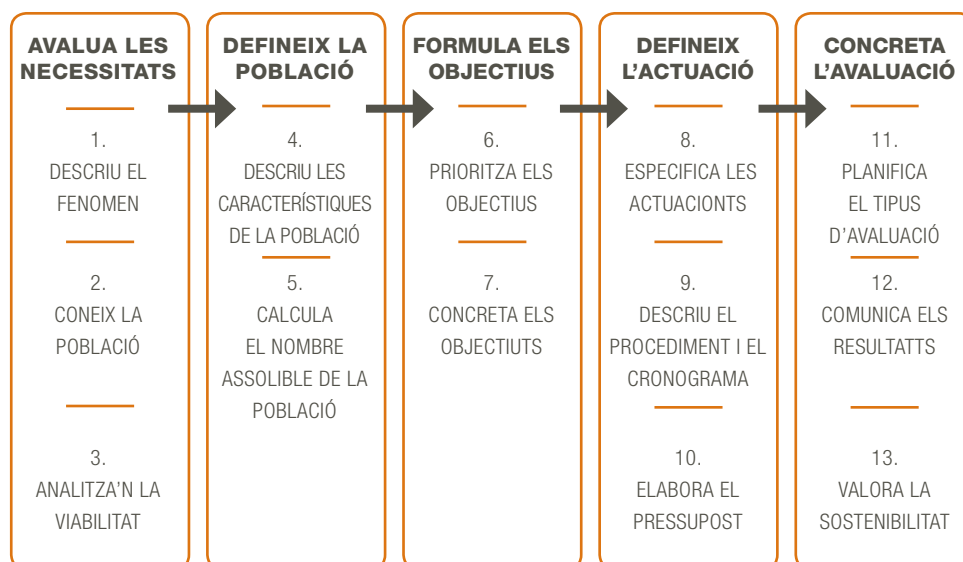 AVALUA LES
NECESSITATS
1.
DESCRIU EL
FENOMEN
2.
CONEIX LA
POBLACIÓ
3.
ANALITZA’N LA
VIABILITAT
DEFINEIX LA
POBLACIÓ
4.
DESCRIU LES
CARACTERÍSTIQUES
DE LA POBLACIÓ
5.
CALCULA
EL NOMBRE
ASSOLIBLE DE LA
POBLACIÓ
FORMULA ELS
OBJECTIUS
6.
PRIORITZA ELS
OBJECTIUS
7.
CONCRETA ELS
OBJECTIUTS
DEFINEIX
L’ACTUACIÓ
8.
ESPECIFICA LES
ACTUACIONTS
9.
DESCRIU EL
PROCEDIMENT I EL
CRONOGRAMA
10.
ELABORA EL
PRESSUPOST
CONCRETA
L’AVALUACIÓ
11.
PLANIFICA
EL TIPUS
D’AVALUACIÓ
12.
COMUNICA ELS
RESULTATTS
13.
VALORA LA
SOSTENIBILITAT